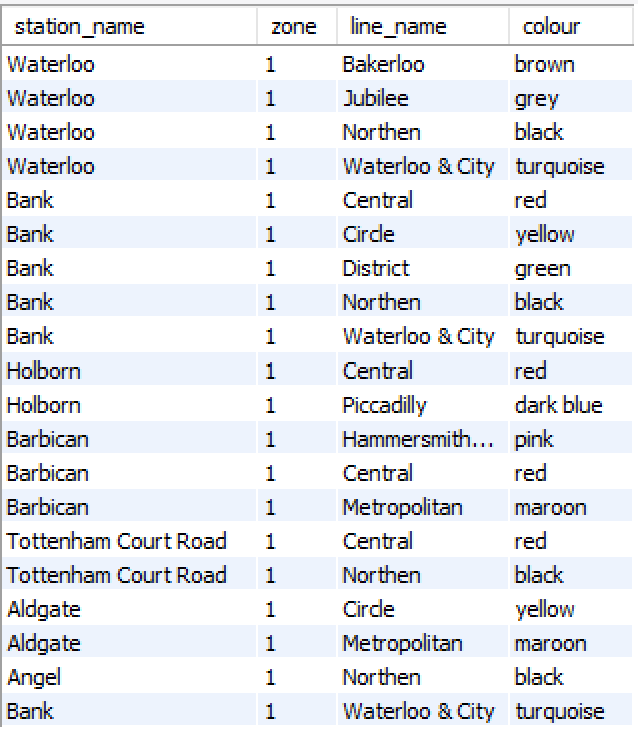 station_name zone line_name colour
Waterloo 1 Bakerloo brown
Waterloo 1 Jubilee grey
Waterloo 1 Northen black
Waterloo 1 Waterloo & City turquoise
Bank 1 Central red
Bank 1 Circle yellow
Bank 1 District green
Bank 1 Northen black
Bank 1 Waterloo & City turquoise
Holborn 1 Central red
Holborn 1 Piccadilly dark blue
Barbican 1 Hammersmith... pink
Barbican 1 Central red
Barbican 1 Metropolitan maroon
Tottenham Court Road 1 Central red
Tottenham Court Road 1 Northen black
Aldgate 1 Circle yellow
Aldgate 1 Metropolitan maroon
Angel 1 Northen black
Bank 1 Waterloo & City turquoise